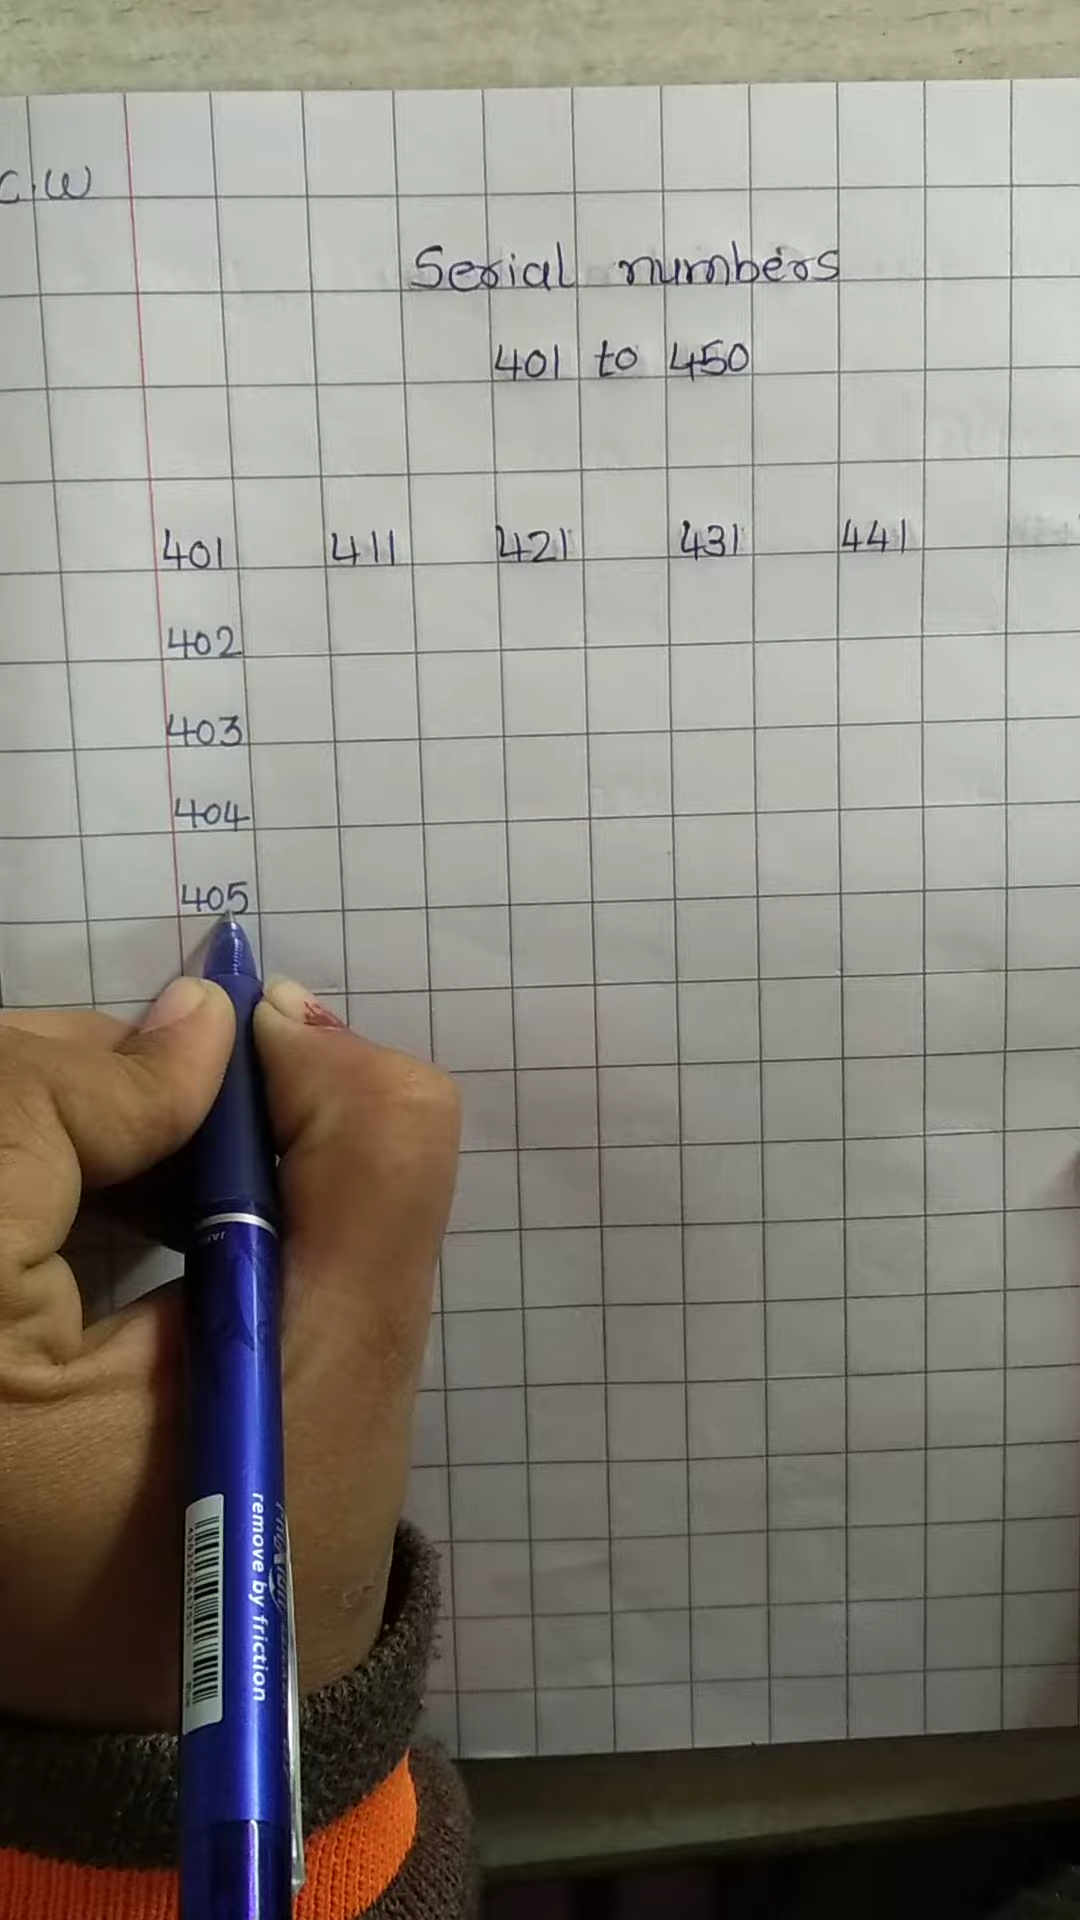 C.W
Serial numbers
401 to 450
401 411 421 431 441
402
403
404
405
remove by friction